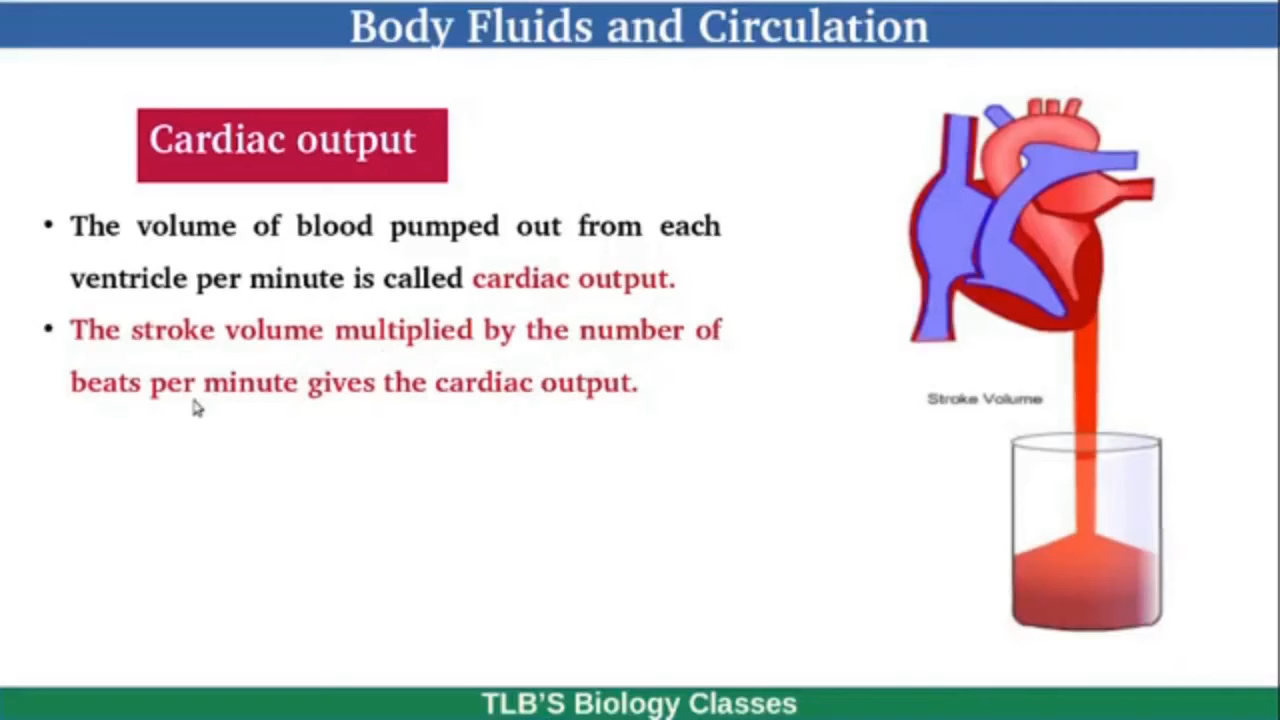 Body Fluids and Circulation
Cardiac output
• The volume of blood pumped out from each
ventricle per minute is called cardiac output.
• The stroke volume multiplied by the number of
beats per minute gives the cardiac output.
Stroke Volume
TLB'S Biology Classes